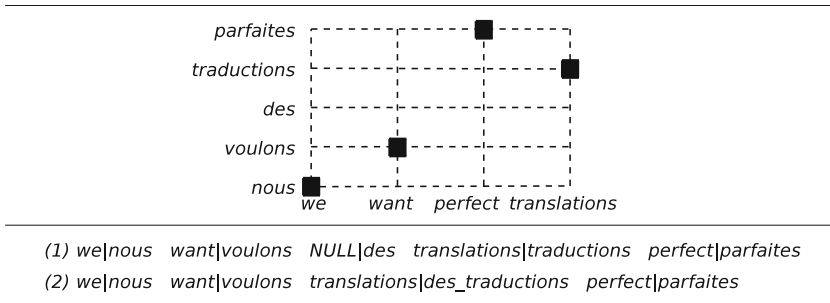 parfaites
traductions
des
voulons
nous
we want perfect translations
(1) we|nous want|voulons NULL|des translations|traductions perfect|parfaites
(2) we|nous want|voulons translations|des_traductions perfect|parfaites